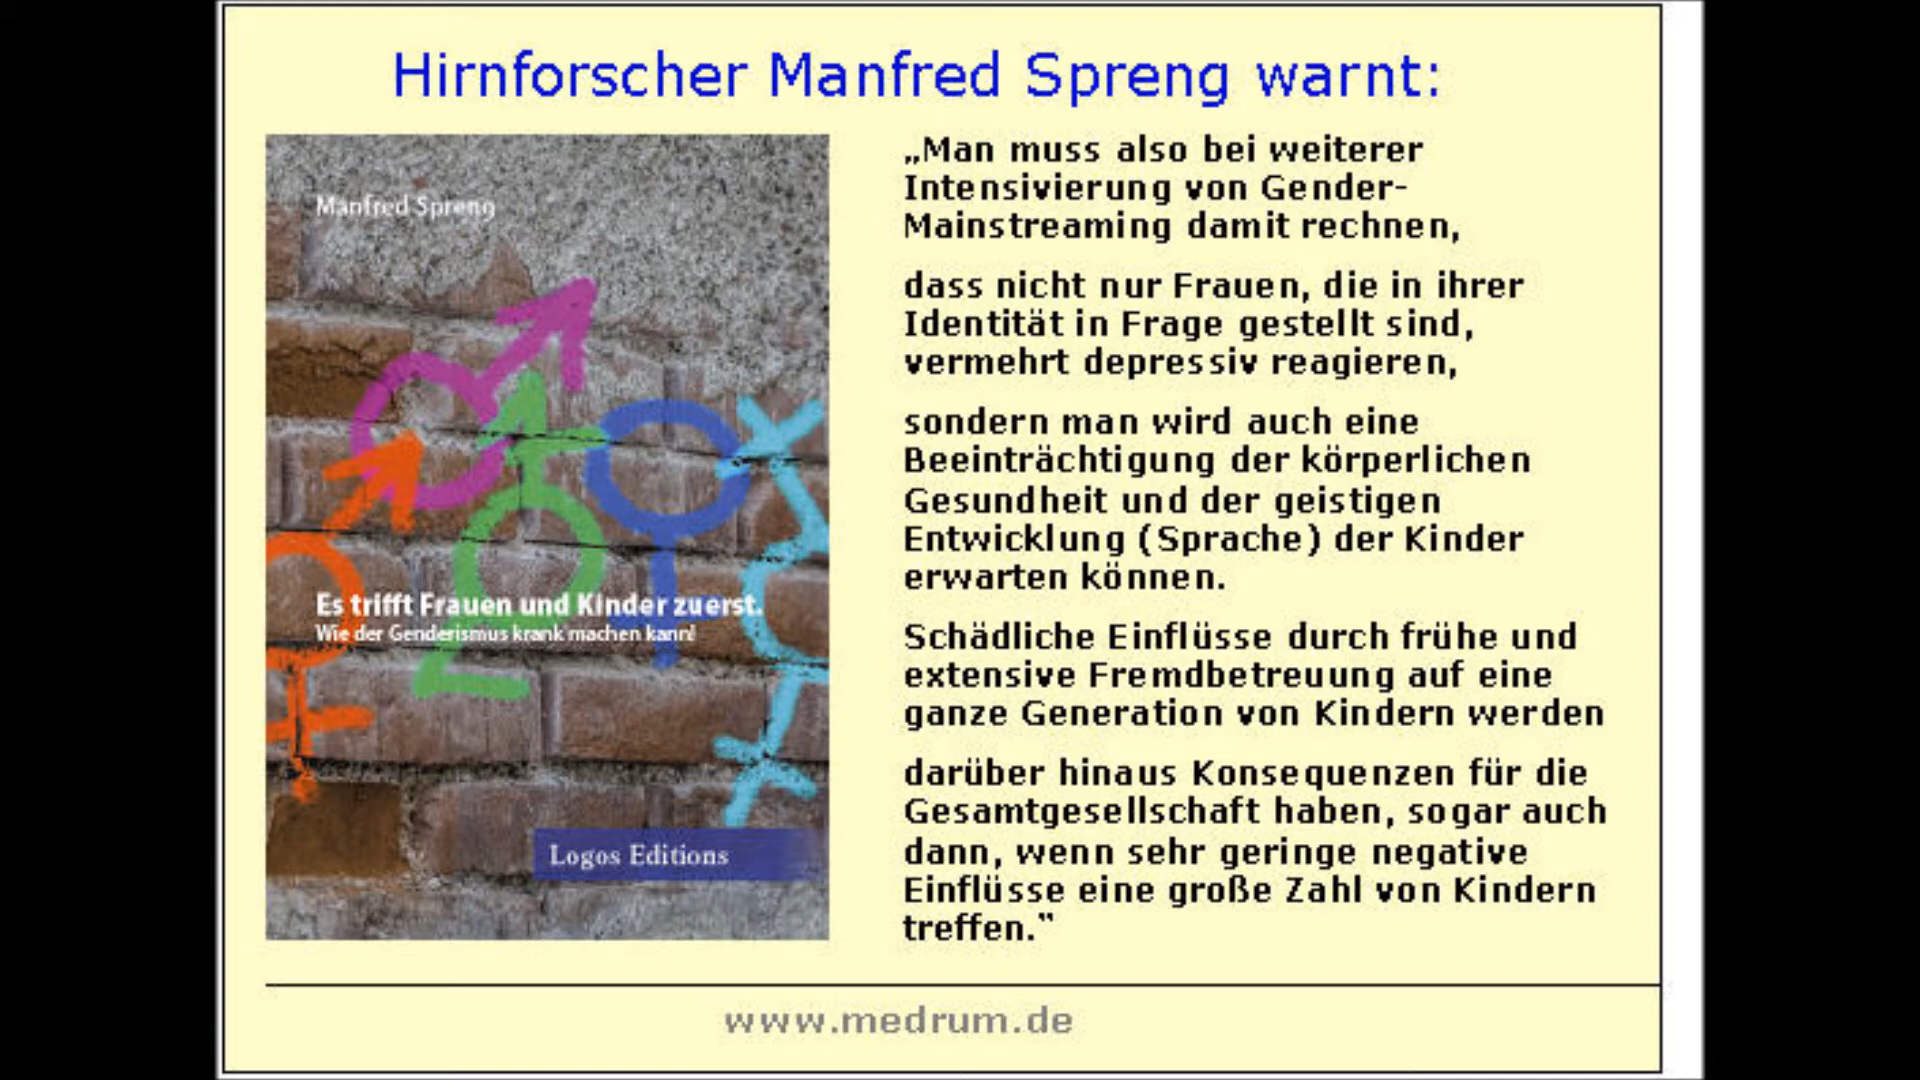 Hirnforscher Manfred Spreng warnt:
Manfred Spreng
Es trifft Frauen und Kinder zuerst.
Wie der Genderismus krank machen kann!
Logos Editions
„Man muss also bei weiterer
Intensivierung von Gender-
Mainstreaming damit rechnen,
dass nicht nur Frauen, die in ihrer
Identität in Frage gestellt sind,
vermehrt depressiv reagieren,
sondern man wird auch eine
Beeinträchtigung der körperlichen
Gesundheit und der geistigen
Entwicklung (Sprache) der Kinder
erwarten können.
Schädliche Einflüsse durch frühe und
extensive Fremdbetreuung auf eine
ganze Generation von Kindern werden
darüber hinaus Konsequenzen für die
Gesamtgesellschaft haben, sogar auch
dann, wenn sehr geringe negative
Einflüsse eine große Zahl von Kindern
treffen."
www.medrum.de